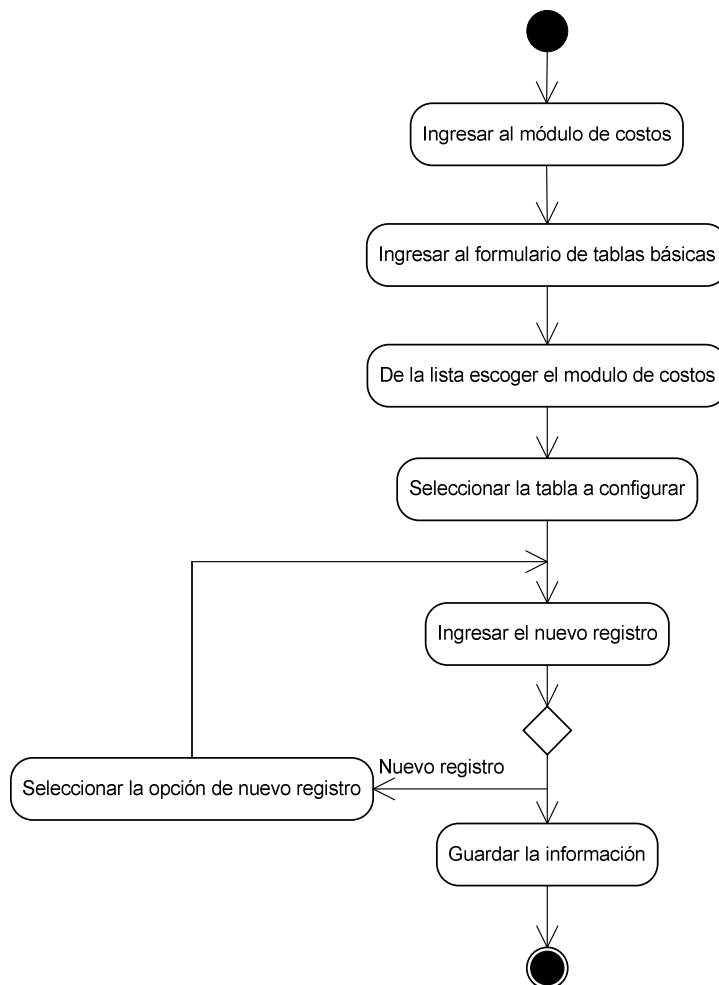 Ingresar al módulo de costos
Ingresar al formulario de tablas básicas
De la lista escoger el modulo de costos
Seleccionar la tabla a configurar
Ingresar el nuevo registro
Nuevo registro
Seleccionar la opción de nuevo registro
Guardar la información